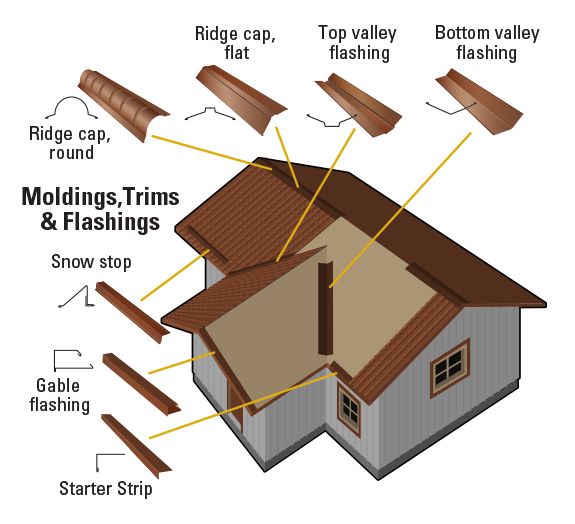 Ridge cap,
flat
Top valley
flashing
Bottom valley
flashing
Ridge cap,
round
Moldings,Trims
& Flashings
Snow stop
Gable
flashing
Starter Strip